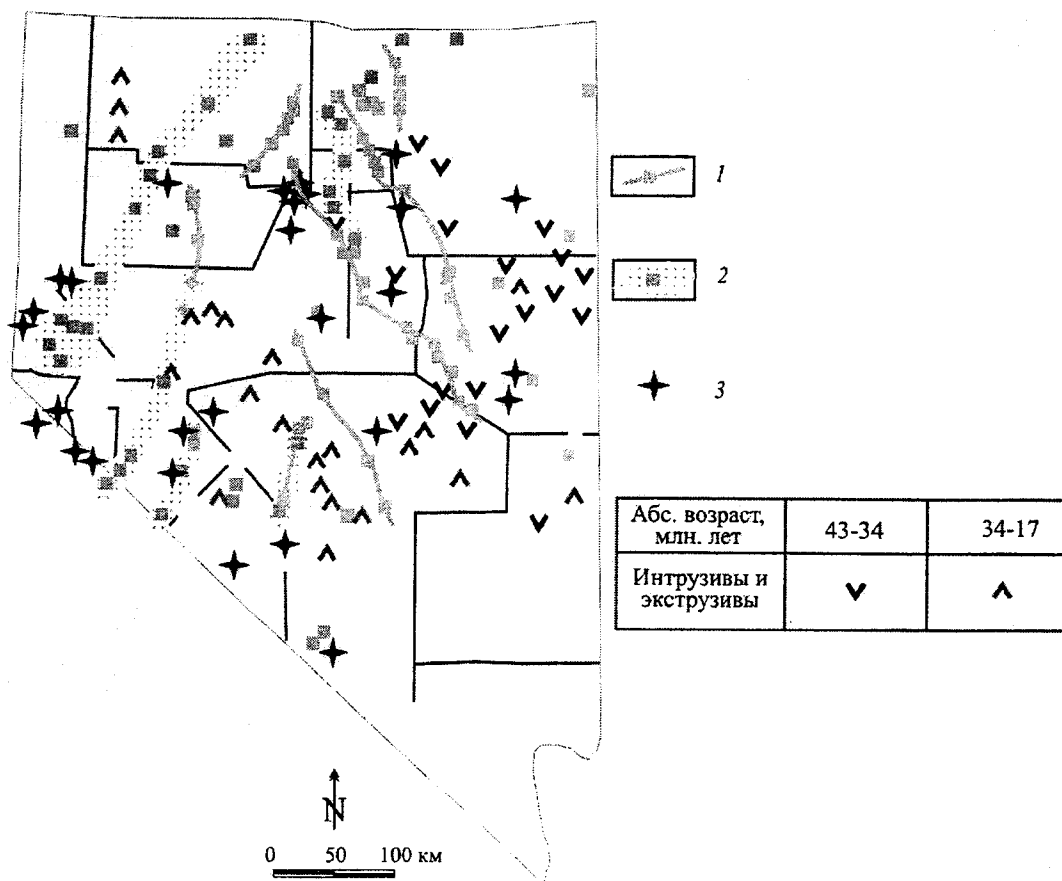 1
2
3
Абс. возраст,
млн. лет
43-34
34-17
Интрузивы и
экструзивы
N
0 50 100 км